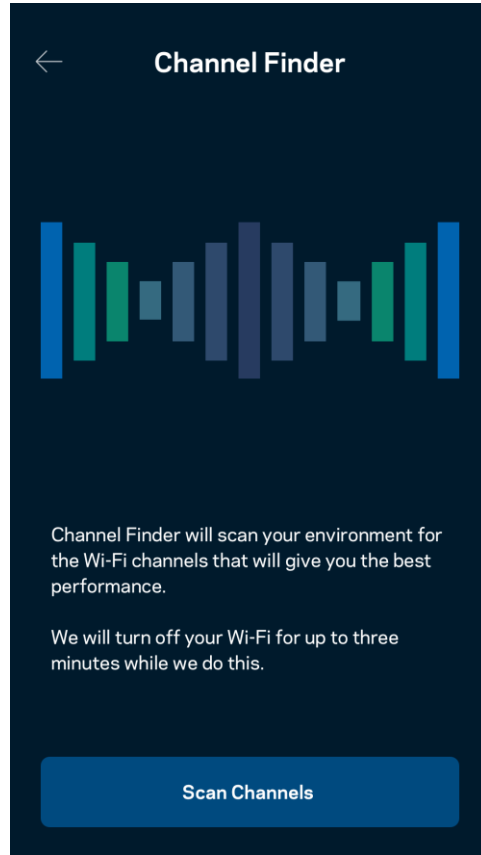 Channel Finder
Channel Finder will scan your environment for
the Wi-Fi channels that will give you the best
performance.
We will turn off your Wi-Fi for up to three
minutes while we do this.
Scan Channels